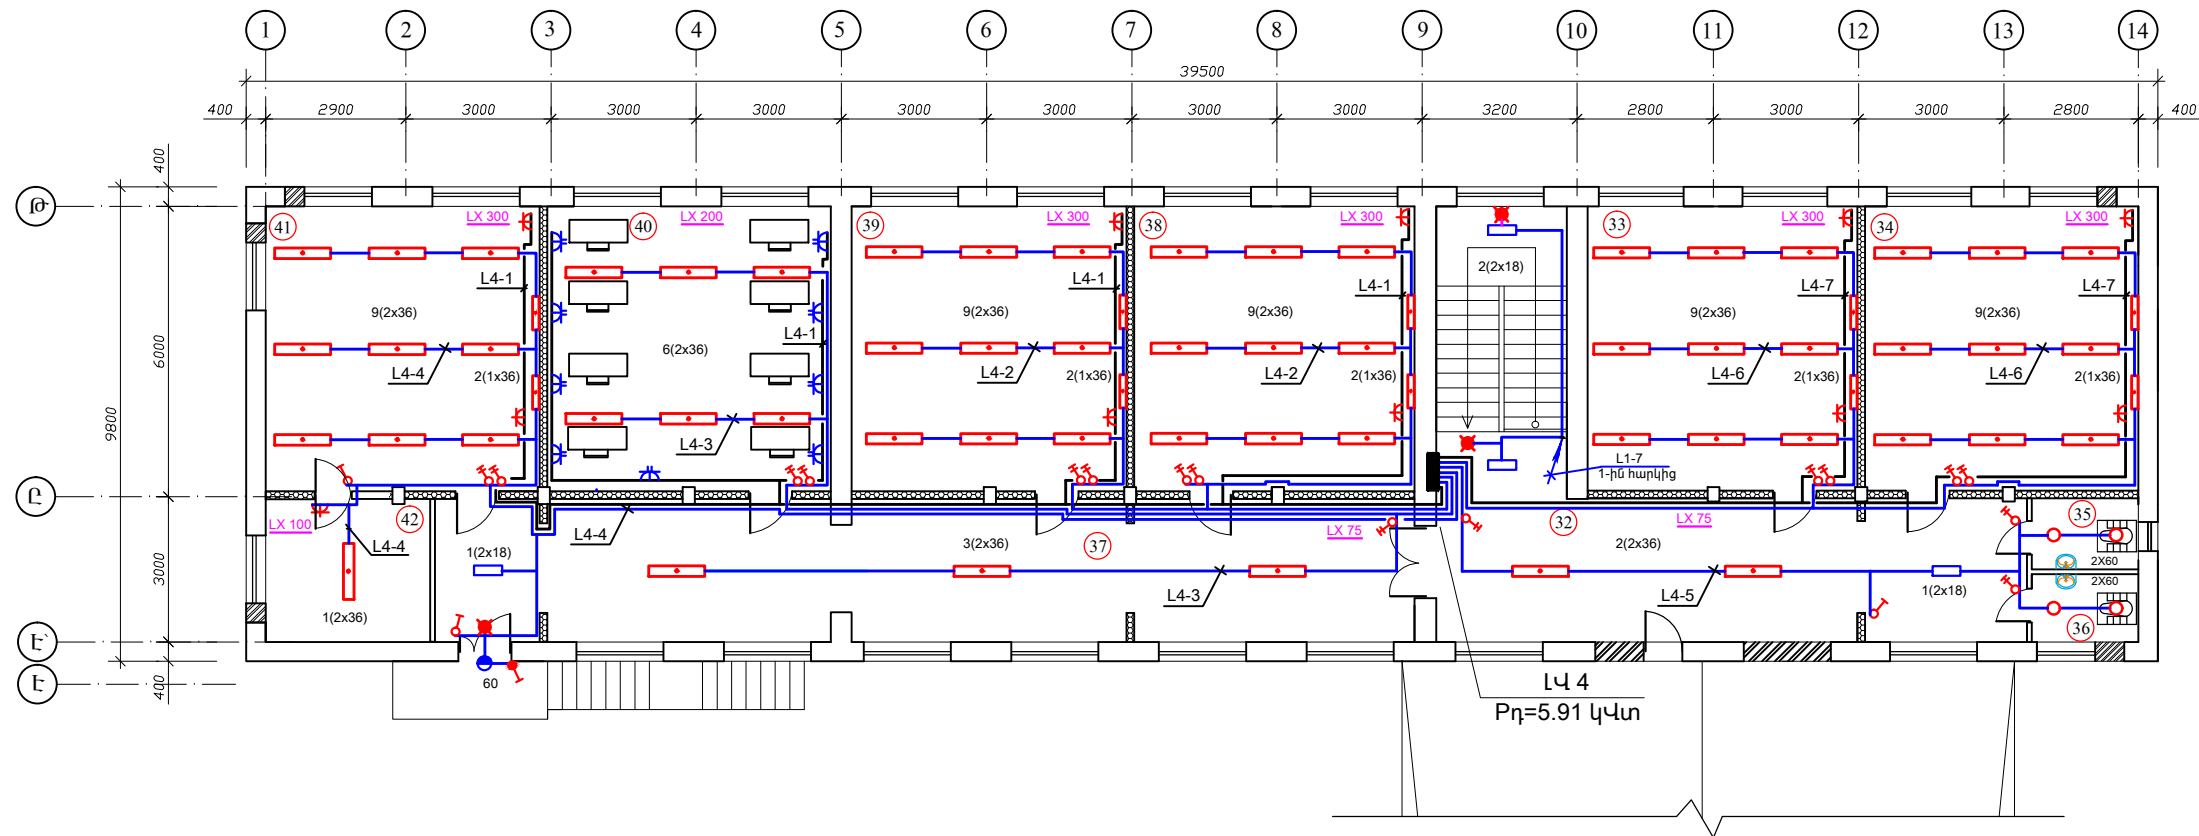 1 2 3 4 5 6 7 8 9 10 11 12 13 14
39500
400 2900 3000 3000 3000 3000 3000 3000 3000 3200 2800 3000 3000 2800 400
400
Թ
41 LX 300 40 LX 200 39 LX 300 38 LX 300 33 LX 300 34 LX 300
2(2x18)
L4-1 L4-1 L4-1 L4-7 L4-7
9(2x36) 9(2x36) 9(2x36) 9(2x36) 9(2x36)
L4-1
6000
6(2x36)
L4-4 2(1x36) L4-2 2(1x36) L4-2 2(1x36) L4-6 2(1x36) L4-6 2(1x36)
9800
L4-3
L1-7
1-ին հարկից
Ը
LX 100 42 LX 75 32 LX 75 35
L4-4 1(2x18) L4-4 3(2x36) 37 2(2x36)
2X60
3000
2X60
1(2x36) L4-3 L4-5 1(2x18)
36
Է՝
Է
400
60
ԼՎ 4
Pդ=5.91 կՎտ